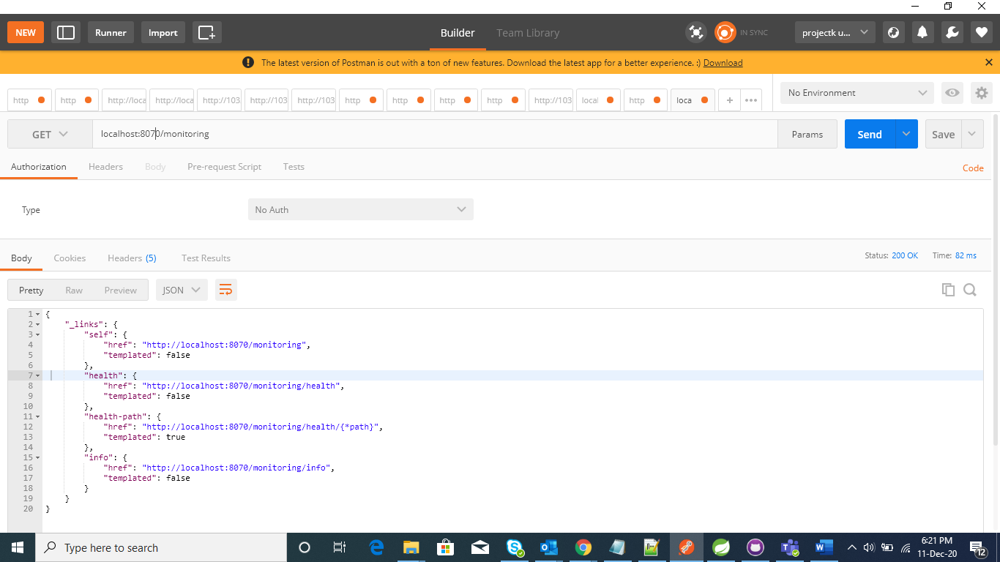 NEW Runner Import Builder Team Library IN SYNC projectk u...
The latest version of Postman is out with a ton of new features. Download the latest app for a better experience. :) Download
http http http://loca http://loca http://103 http://103 http://103 http http http http http://103 local http loca + ••• No Environment
GET localhost:8070/monitoring Params Send Save
Authorization Headers Body Pre-request Script Tests Code
Type No Auth
Body Cookies Headers (5) Test Results Status: 200 OK Time: 82 ms
Pretty Raw Preview JSON
1 {
2 "_links": {
3 "self": {
4 "href": "http://localhost:8070/monitoring",
5 "templated": false
6 },
7 "health": {
8 "href": "http://localhost:8070/monitoring/health",
9 "templated": false
10 },
11 "health-path": {
12 "href": "http://localhost:8070/monitoring/health/{*path}",
13 "templated": true
14 },
15 "info": {
16 "href": "http://localhost:8070/monitoring/info",
17 "templated": false
18 }
19 }
20 }
Type here to search
6:21 PM
11-Dec-20
12